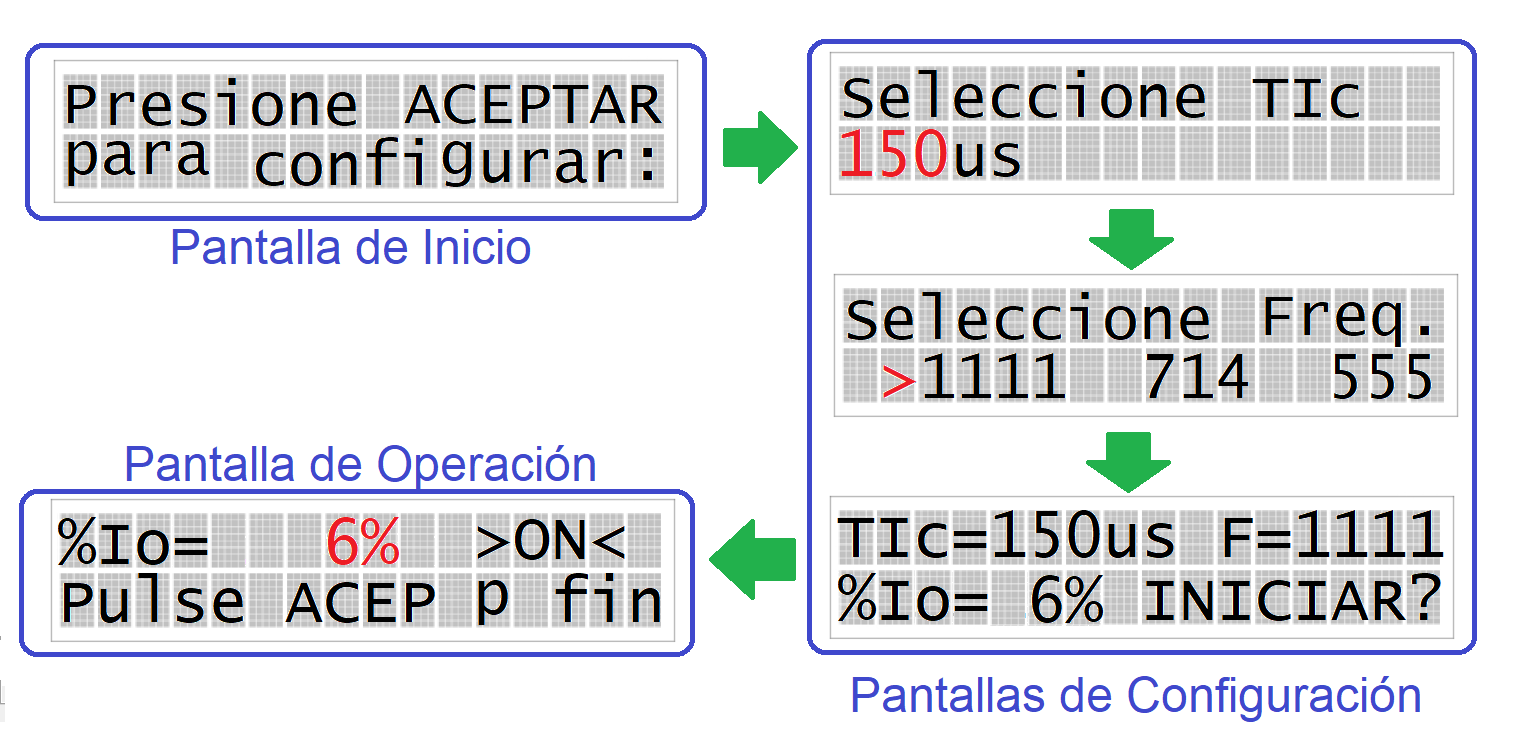 Presione ACEPTAR
para configurar:
Pantalla de Inicio
Seleccione TIc
150us
Seleccione Freq.
>1111 714 555
TIc=150us F=1111
%Io= 6% INICIAR?
Pantallas de Configuración
Pantalla de Operación
%Io= 6% >ON<
Pulse ACEP p fin